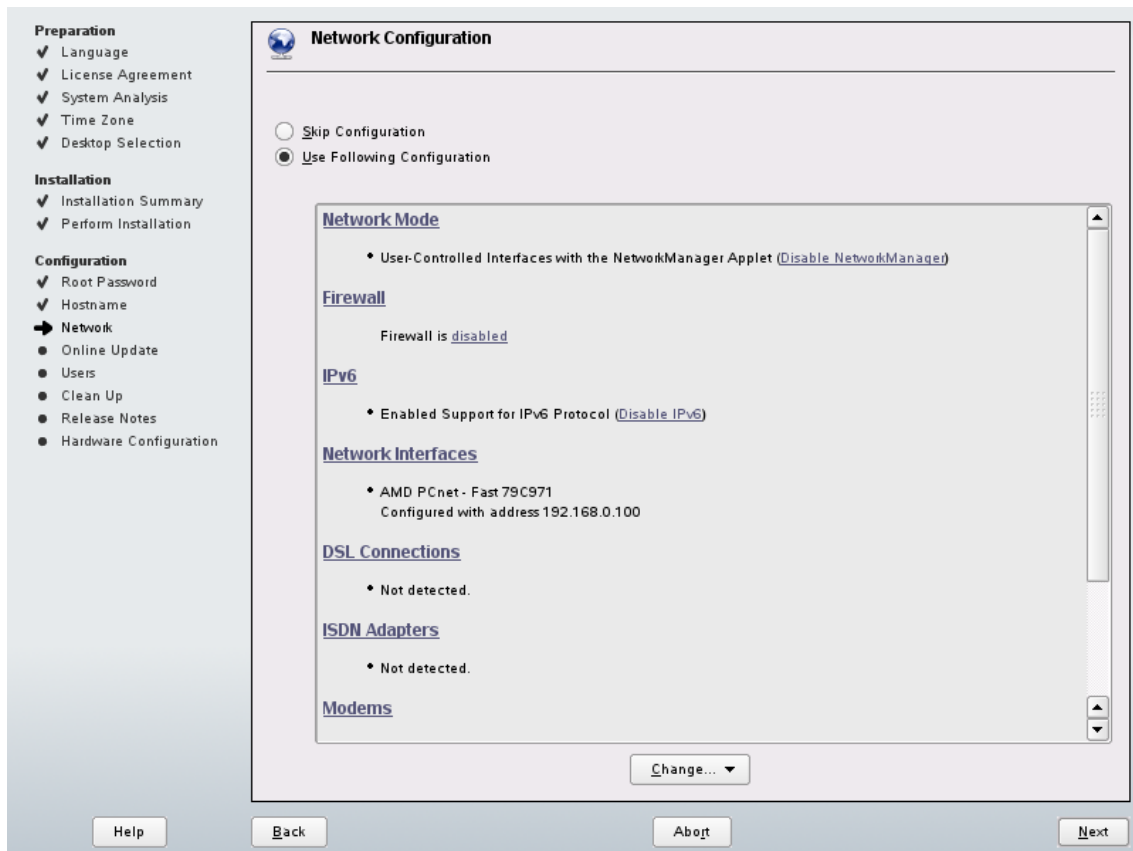 Preparation
Language
License Agreement
System Analysis
Time Zone
Desktop Selection
Installation
Installation Summary
Perform Installation
Configuration
Root Password
Hostname
Network
Online Update
Users
Clean Up
Release Notes
Hardware Configuration
Network Configuration
Skip Configuration
Use Following Configuration
Network Mode
• User-Controlled Interfaces with the NetworkManager Applet (Disable NetworkManager)
Firewall
Firewall is disabled
IPv6
• Enabled Support for IPv6 Protocol (Disable IPv6)
Network Interfaces
• AMD PCnet - Fast 79C971
Configured with address 192.168.0.100
DSL Connections
• Not detected.
ISDN Adapters
• Not detected.
Modems
Change...
Help
Back
Abort
Next